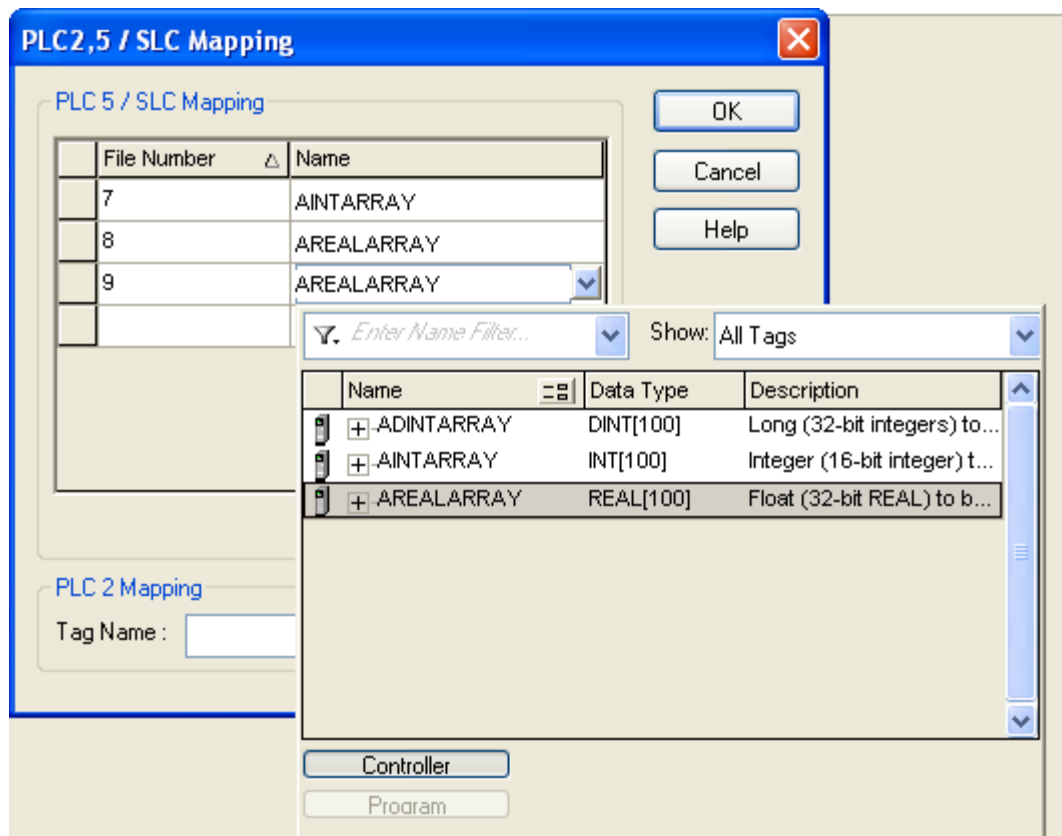 PLC2,5 / SLC Mapping
PLC 5 / SLC Mapping
OK
Cancel
Help
File Number Name
7 AINTARRAY
8 AREALARRAY
9 AREALARRAY
Enter Name Filter... Show: All Tags
Name Data Type Description
ADINTARRAY DINT[100] Long (32-bit integers) to...
AINTARRAY INT[100] Integer (16-bit integer) t...
AREALARRAY REAL[100] Float (32-bit REAL) to b...
PLC 2 Mapping
Tag Name :
Controller
Program